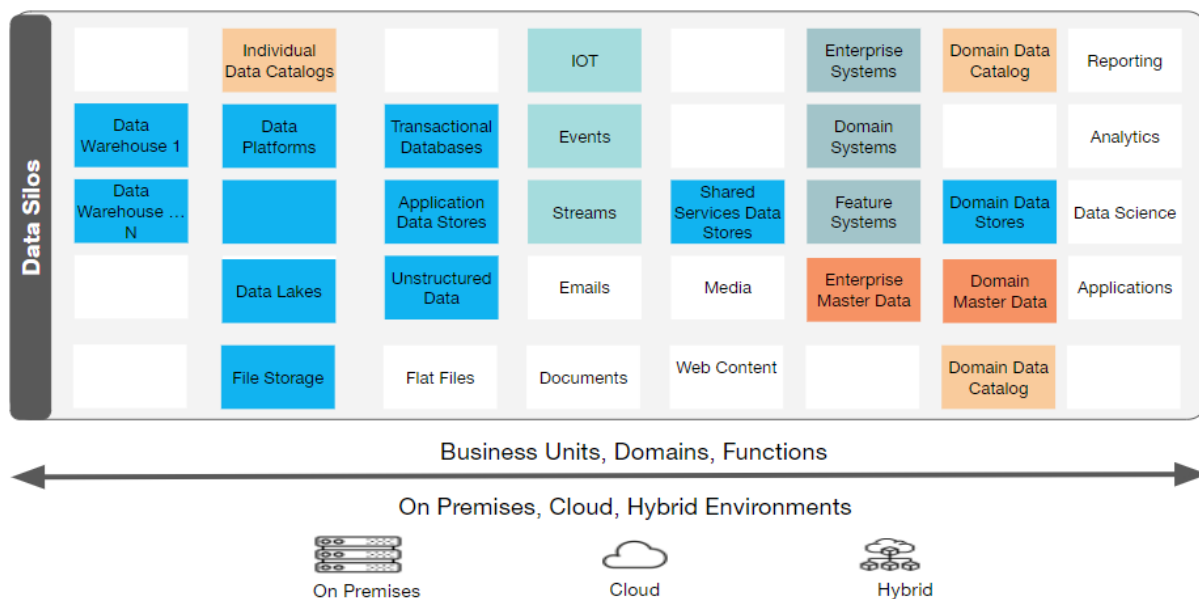 Data Silos
Individual
Data Catalogs
IOT
Enterprise
Systems
Domain Data
Catalog
Reporting
Data
Warehouse 1
Data
Platforms
Transactional
Databases
Events
Domain
Systems
Analytics
Data
Warehouse ...
N
Application
Data Stores
Streams
Shared
Services Data
Stores
Feature
Systems
Domain Data
Stores
Data Science
Data Lakes
Unstructured
Data
Emails
Media
Enterprise
Master Data
Domain
Master Data
Applications
File Storage
Flat Files
Documents
Web Content
Domain Data
Catalog
Business Units, Domains, Functions
On Premises, Cloud, Hybrid Environments
On Premises
Cloud
Hybrid